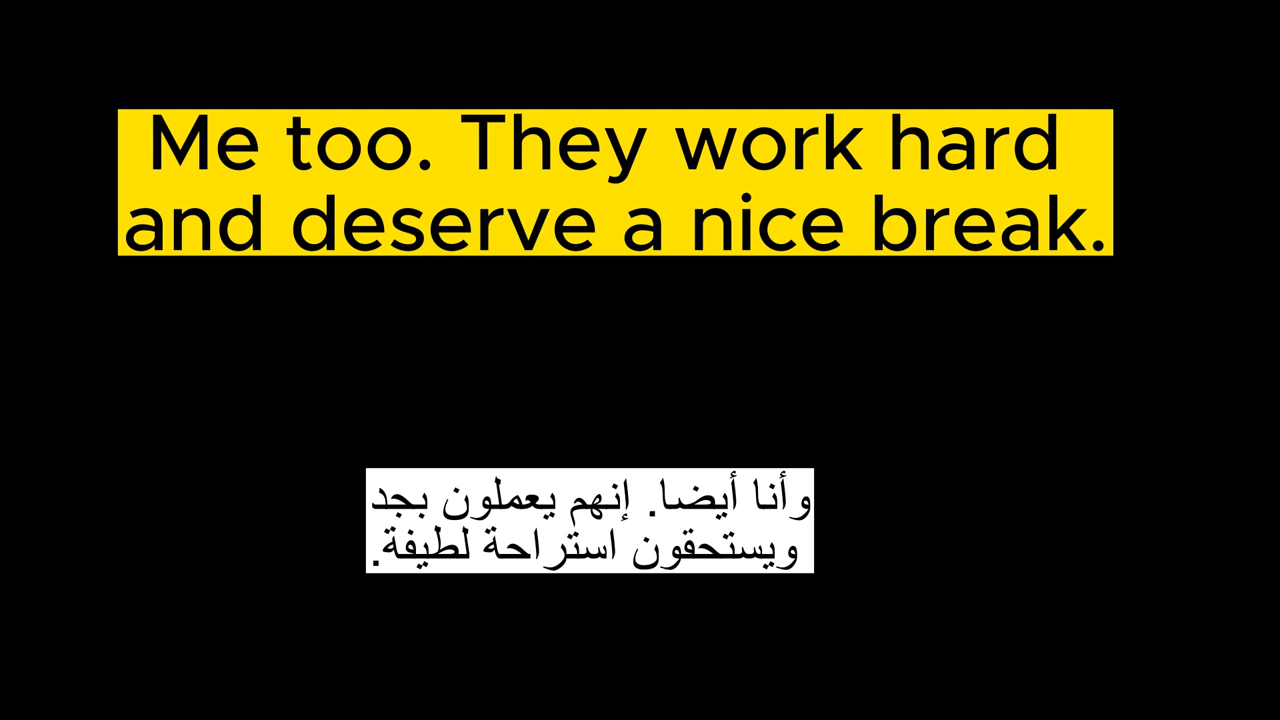 Me too. They work hard
and deserve a nice break.
وأنا أيضا. إنهم يعملون بجد
ويستحقون استراحة لطيفة.